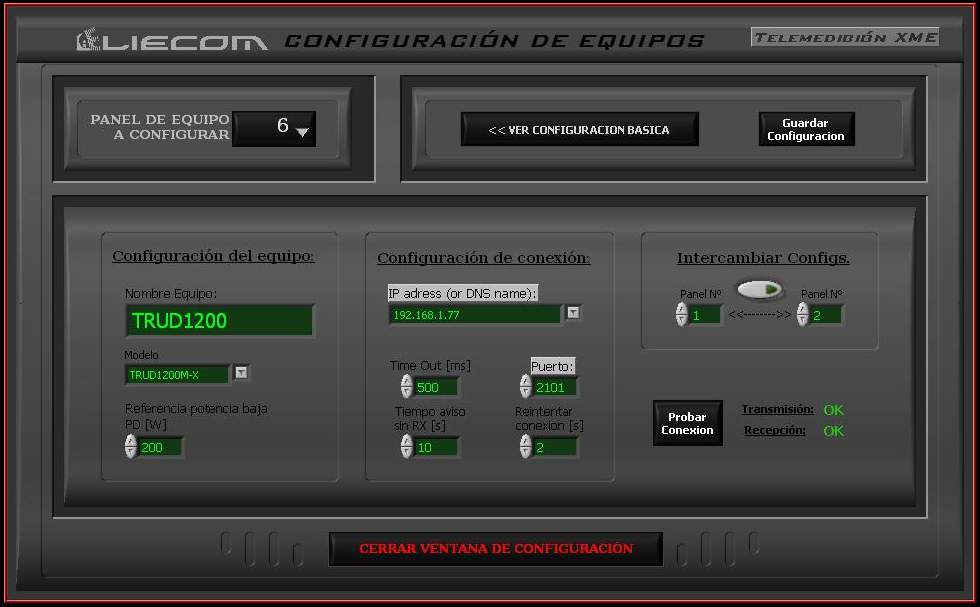 LIECOM CONFIGURACIÓN DE EQUIPOS TELEMEDICIÓN XME
PANEL DE EQUIPO
A CONFIGURAR
6
<< VER CONFIGURACION BASICA
Guardar
Configuracion
Configuración del equipo:
Nombre Equipo:
TRUD1200
Modelo
TRUD1200M-X
Referencia potencia baja
PD [W]
200
Configuración de conexión:
IP adress (or DNS name):
192.168.1.77
Time Out [ms]
500
Puerto:
2101
Tiempo aviso
sin RX [s]
10
Reintentar
conexion [s]
2
Intercambiar Configs.
Panel Nº
1
<<-------->>
Panel Nº
2
Probar
Conexion
Transmisión: OK
Recepción: OK
CERRAR VENTANA DE CONFIGURACIÓN